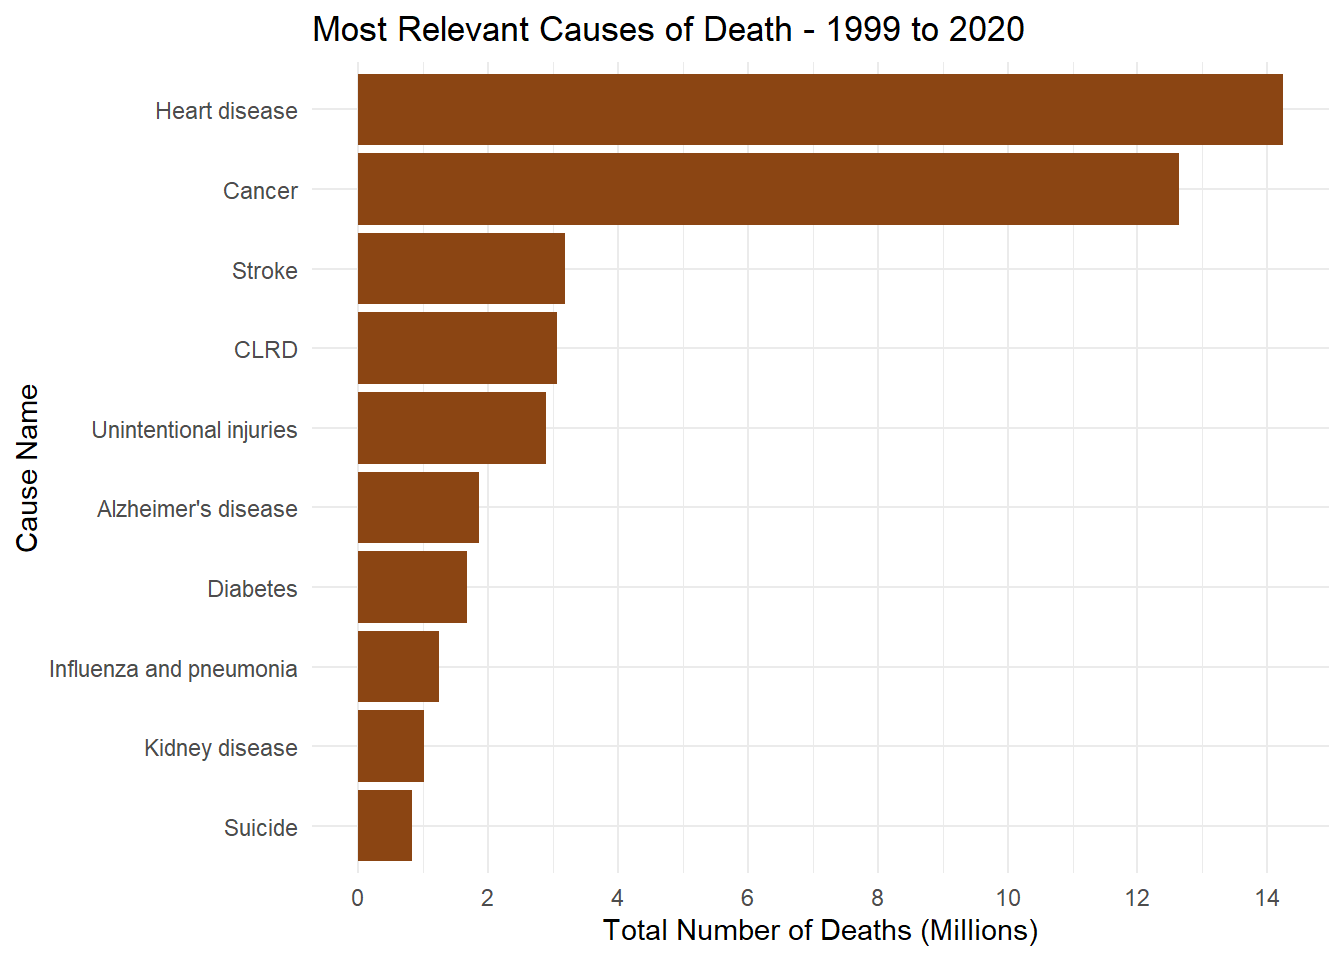 Most Relevant Causes of Death - 1999 to 2020
Cause Name
Heart disease
Cancer
Stroke
CLRD
Unintentional injuries
Alzheimer's disease
Diabetes
Influenza and pneumonia
Kidney disease
Suicide
0 2 4 6 8 10 12 14
Total Number of Deaths (Millions)